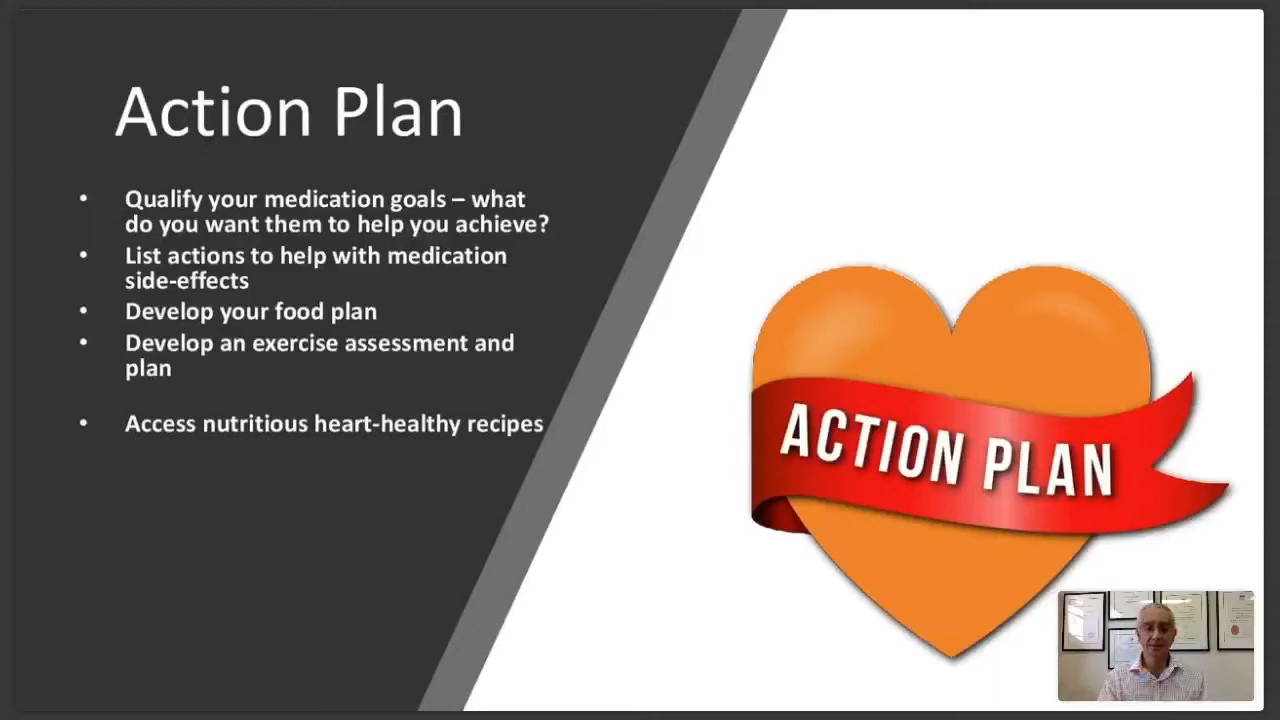 Action Plan
• Qualify your medication goals – what
do you want them to help you achieve?
• List actions to help with medication
side-effects
• Develop your food plan
• Develop an exercise assessment and
plan
• Access nutritious heart-healthy recipes
ACTION PLAN